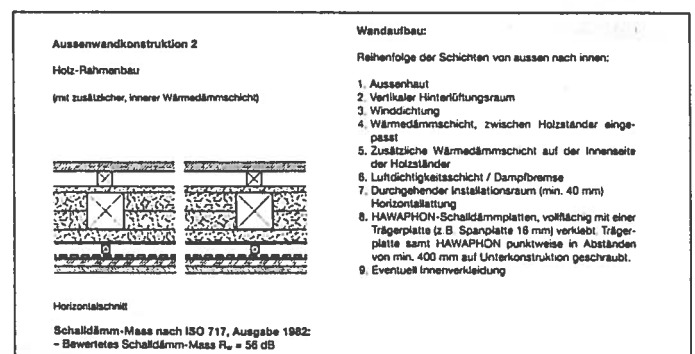 Aussenwandkonstruktion 2
Holz-Rahmenbau
(mit zusätzlicher, innerer Wärmedämmschicht)
Horizontalschnitt
Schalldämm-Mass nach ISO 717, Ausgabe 1982:
– Bewertetes Schalldämm-Mass Rw = 56 dB
Wandaufbau:
Reihenfolge der Schichten von aussen nach innen:
1. Aussenhaut
2. Vertikaler Hinterlüftungsraum
3. Winddichtung
4. Wärmedämmschicht, zwischen Holzständer einge-
passt
5. Zusätzliche Wärmedämmschicht auf der Innenseite
der Holzständer
6. Luftdichtigkeitsschicht / Dampfbremse
7. Durchgehender Installationsraum (min. 40 mm)
Horizontallattung
8. HAWAPHON-Schalldämmplatten, vollflächig mit einer
Trägerplatte (z.B. Spanplatte 16 mm) verklebt. Träger-
platte samt HAWAPHON punktweise in Abständen
von min. 400 mm auf Unterkonstruktion geschraubt.
9. Eventuell Innenverkleidung